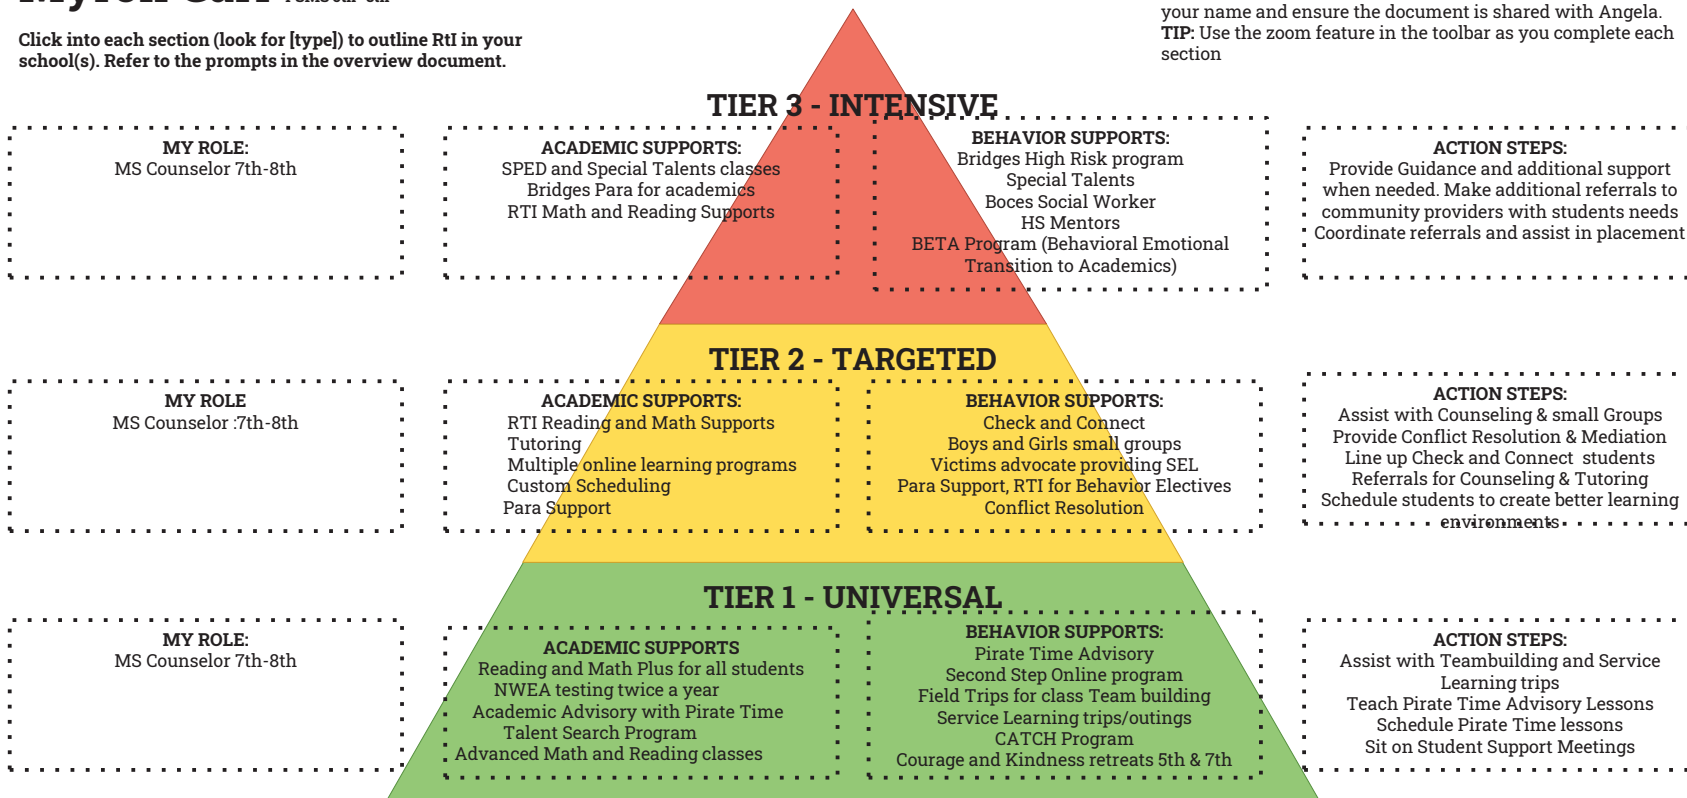 Click into each section (look for [type]) to outline RtI in your
school(s). Refer to the prompts in the overview document.
your name and ensure the document is shared with Angela.
TIP: Use the zoom feature in the toolbar as you complete each
section
TIER 3 - INTENSIVE
MY ROLE:
MS Counselor 7th-8th
ACADEMIC SUPPORTS:
SPED and Special Talents classes
Bridges Para for academics
RTI Math and Reading Supports
BEHAVIOR SUPPORTS:
Bridges High Risk program
Special Talents
Boces Social Worker
HS Mentors
BETA Program (Behavioral Emotional
Transition to Academics)
ACTION STEPS:
Provide Guidance and additional support
when needed. Make additional referrals to
community providers with students needs
Coordinate referrals and assist in placement
TIER 2 - TARGETED
MY ROLE
MS Counselor :7th-8th
ACADEMIC SUPPORTS:
RTI Reading and Math Supports
Tutoring
Multiple online learning programs
Custom Scheduling
Para Support
BEHAVIOR SUPPORTS:
Check and Connect
Boys and Girls small groups
Victims advocate providing SEL
Para Support, RTI for Behavior Electives
Conflict Resolution
ACTION STEPS:
Assist with Counseling & small Groups
Provide Conflict Resolution & Mediation
Line up Check and Connect  students
Referrals for Counseling & Tutoring
Schedule students to create better learning
environments
TIER 1 - UNIVERSAL
MY ROLE:
MS Counselor 7th-8th
ACADEMIC SUPPORTS
Reading and Math Plus for all students
NWEA testing twice a year
Academic Advisory with Pirate Time
Talent Search Program
Advanced Math and Reading classes
BEHAVIOR SUPPORTS:
Pirate Time Advisory
Second Step Online program
Field Trips for class Team building
Service Learning trips/outings
CATCH Program
Courage and Kindness retreats 5th & 7th
ACTION STEPS:
Assist with Teambuilding and Service
Learning trips
Teach Pirate Time Advisory Lessons
Schedule Pirate Time lessons
Sit on Student Support Meetings